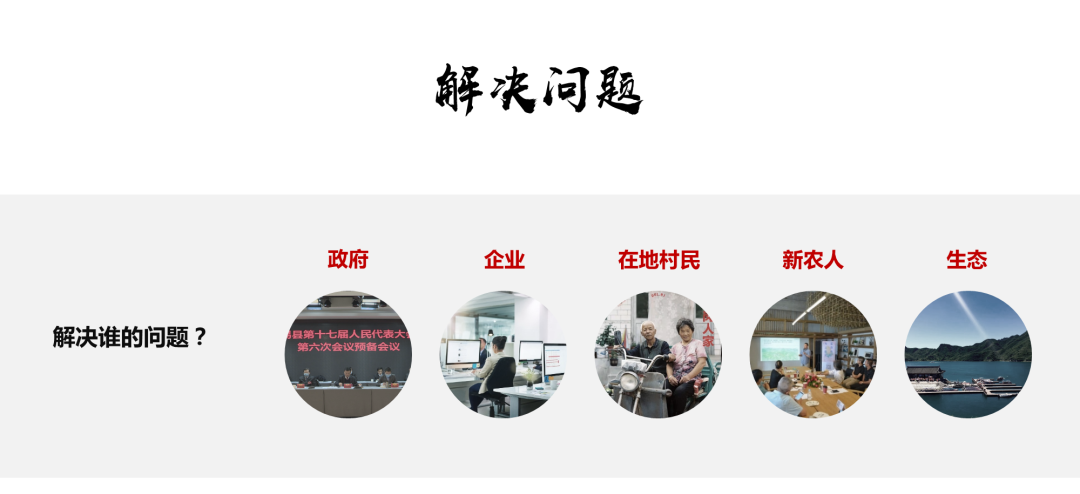 解决问题
政府
企业
在地村民
新农人
生态
解决谁的问题？
县第十七届人民代表大
第六次会议预备会议
人家